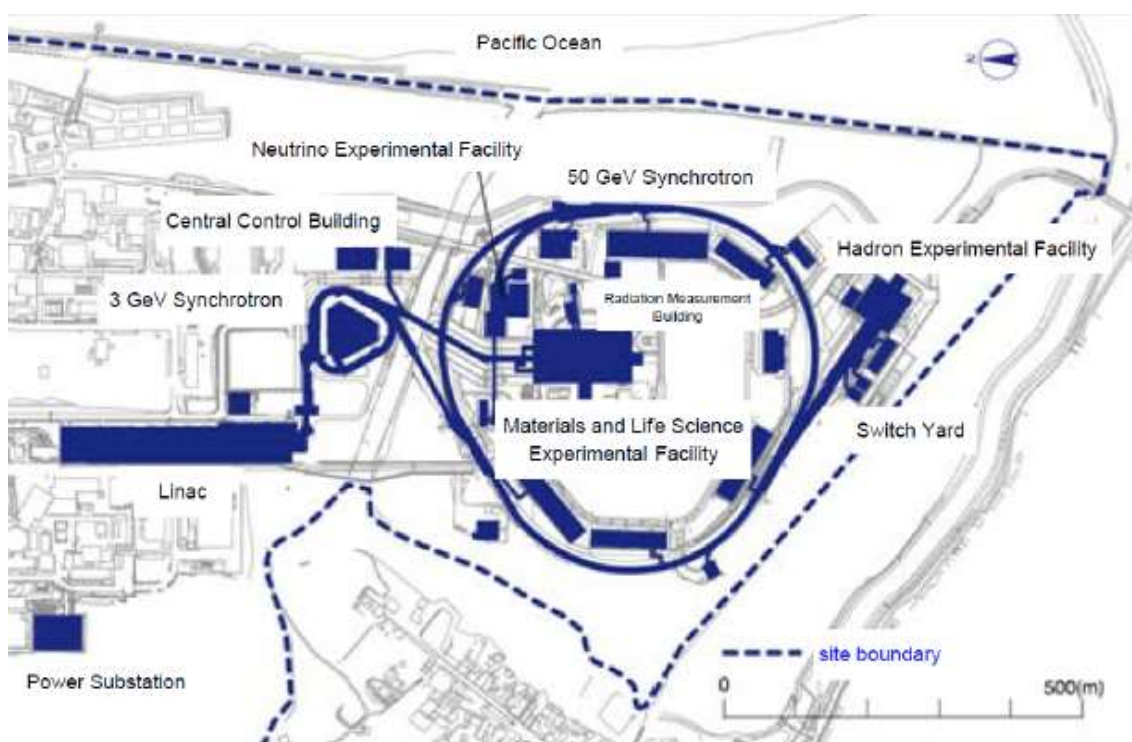 Pacific Ocean
N
Neutrino Experimental Facility
50 GeV Synchrotron
Central Control Building
Hadron Experimental Facility
3 GeV Synchrotron
Radiation Measurement
Building
Materials and Life Science
Experimental Facility
Switch Yard
Linac
site boundary
Power Substation
0
500(m)